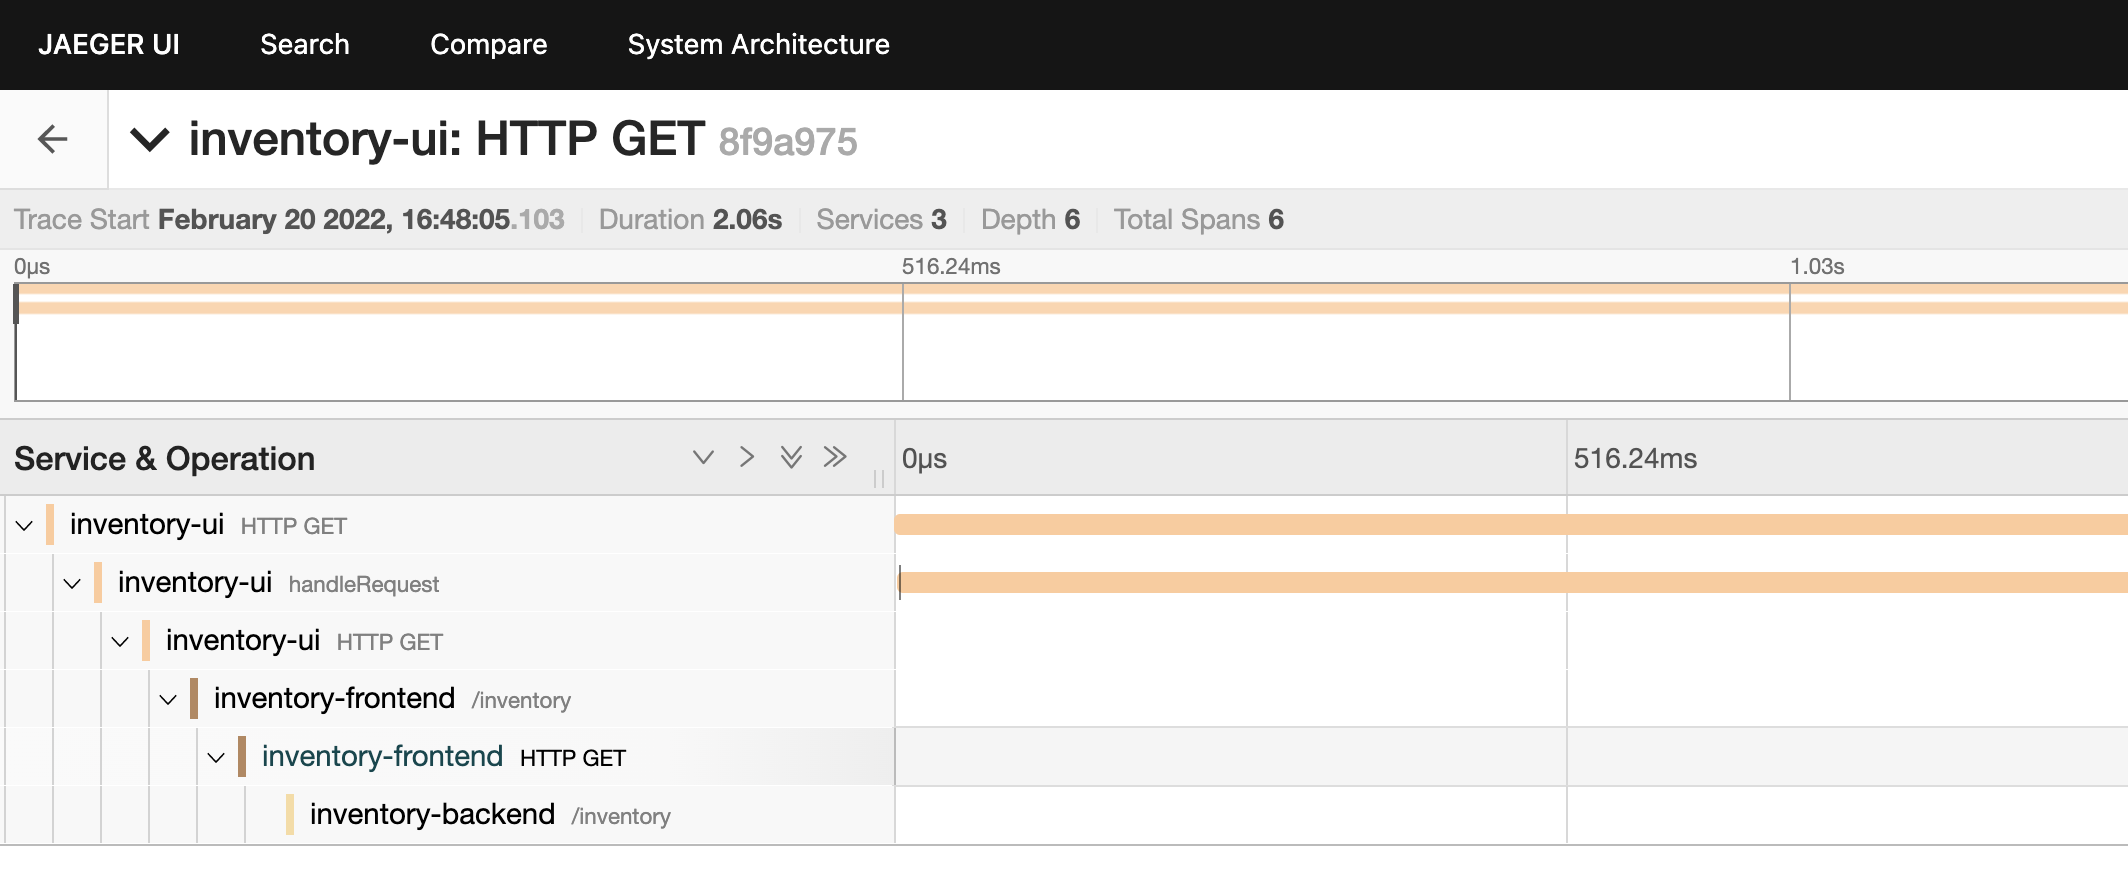 JAEGER UI Search Compare System Architecture
inventory-ui: HTTP GET 8f9a975
Trace Start February 20 2022, 16:48:05.103 Duration 2.06s Services 3 Depth 6 Total Spans 6
0μs 516.24ms 1.03s
Service & Operation 0μs 516.24ms
inventory-ui HTTP GET
inventory-ui handleRequest
inventory-ui HTTP GET
inventory-frontend /inventory
inventory-frontend HTTP GET
inventory-backend /inventory